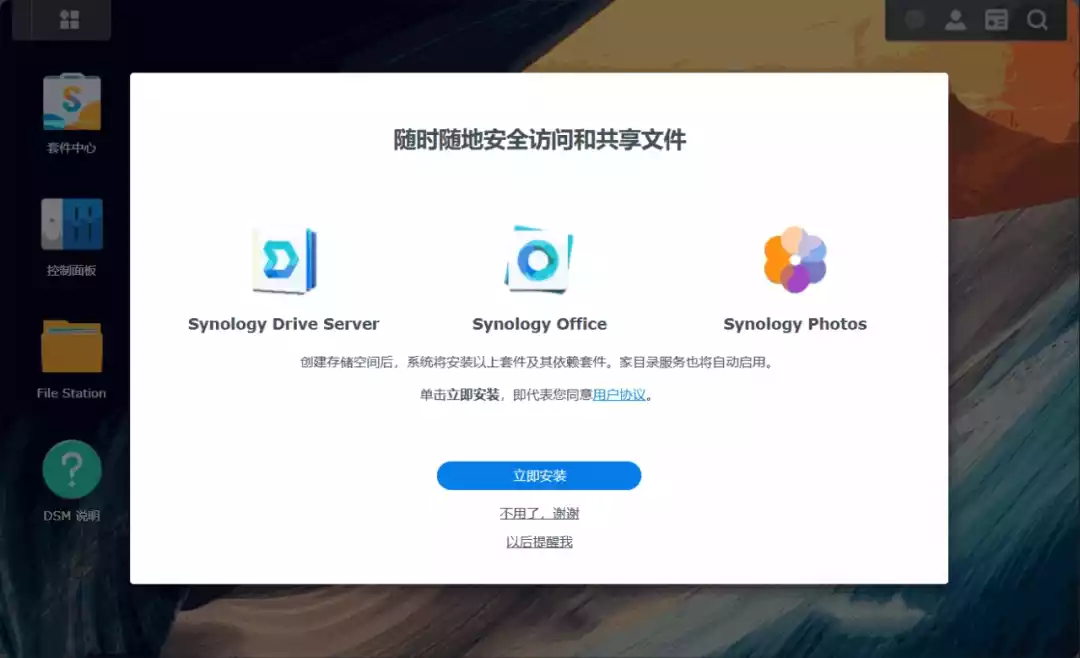 套件中心
控制面板
File Station
DSM 说明
随时随地安全访问和共享文件
Synology Drive Server
Synology Office
Synology Photos
创建存储空间后，系统将安装以上套件及其依赖套件。家目录服务也将自动启用。
单击立即安装，即代表您同意用户协议。
立即安装
不用了，谢谢
以后提醒我